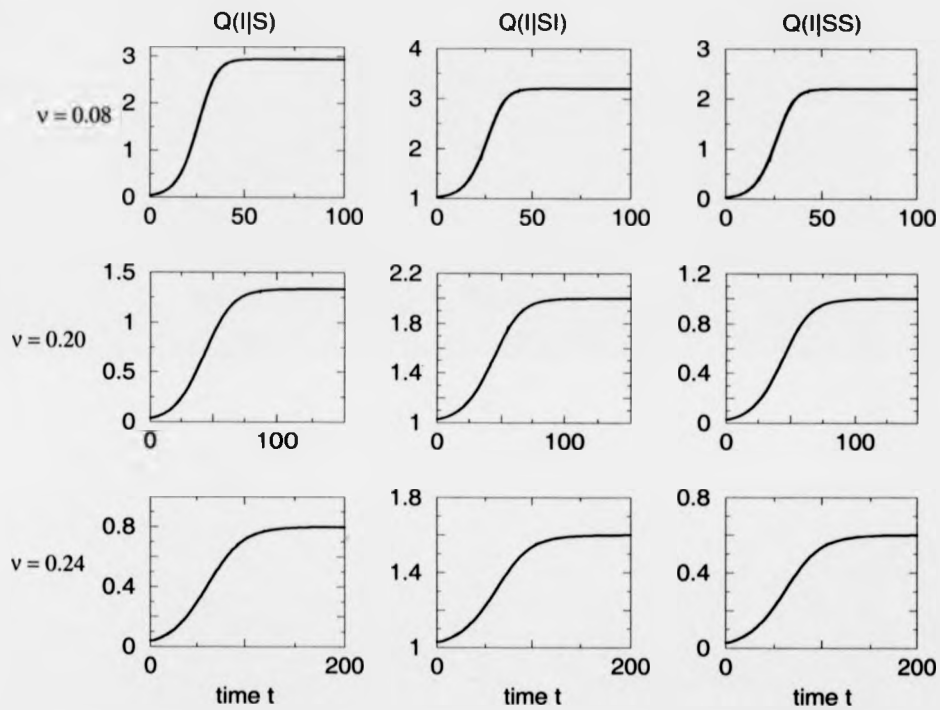 Q(I|S) Q(I|SI) Q(I|SS)
ν = 0.08
3 2 1 0
0 50 100
4 3 2 1
0 50 100
3 2 1 0
0 50 100
ν = 0.20
1.5 1 0.5 0
0 100
2.2 1.8 1.4 1
0 100
1.2 0.8 0.4 0
0 100
ν = 0.24
0.8 0.4 0
0 200
1.8 1.4 1
0 200
0.8 0.4 0
0 200
time t time t time t